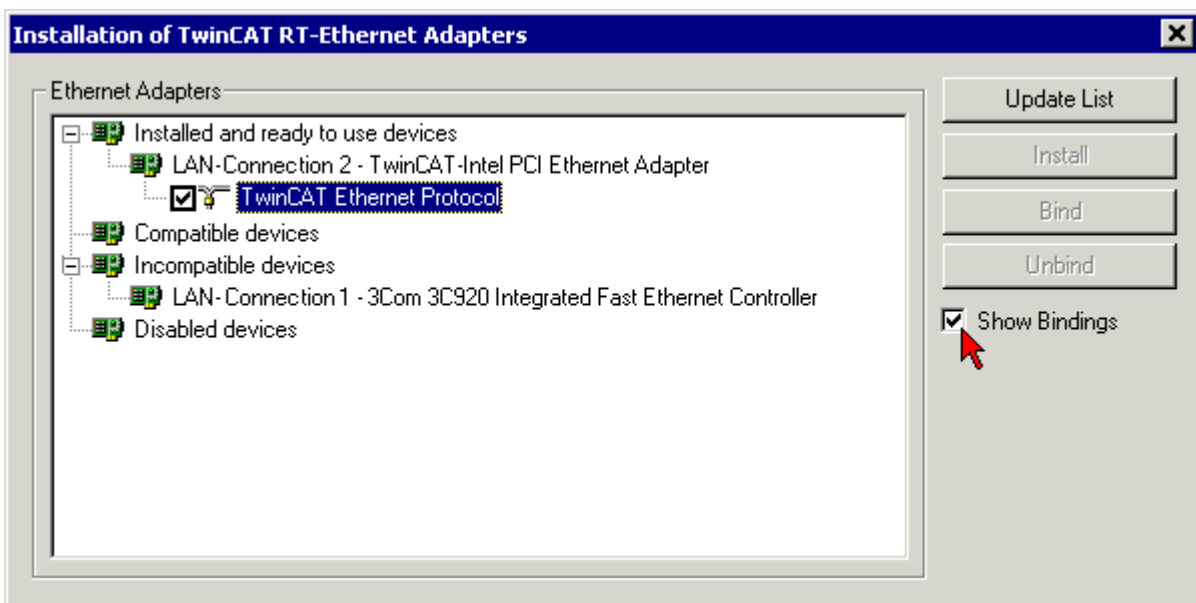 Installation of TwinCAT RT-Ethernet Adapters
Ethernet Adapters
Installed and ready to use devices
LAN-Connection 2 - TwinCAT-Intel PCI Ethernet Adapter
TwinCAT Ethernet Protocol
Compatible devices
Incompatible devices
LAN-Connection 1 - 3Com 3C920 Integrated Fast Ethernet Controller
Disabled devices
Update List
Install
Bind
Unbind
Show Bindings